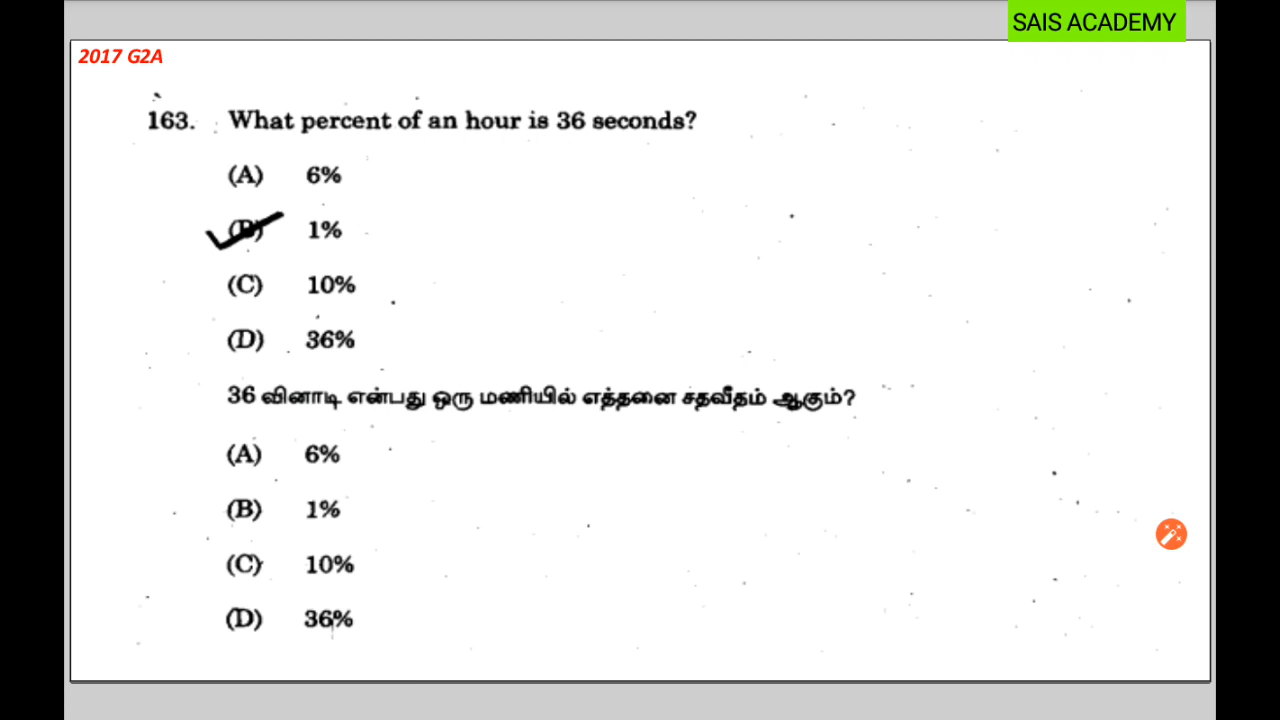 SAIS ACADEMY
2017 G2A
163. What percent of an hour is 36 seconds?
(A) 6%
(B) 1%
(C) 10%
(D) 36%
36 வினாடி என்பது ஒரு மணியில் எத்தனை சதவீதம் ஆகும்?
(A) 6%
(B) 1%
(C) 10%
(D) 36%